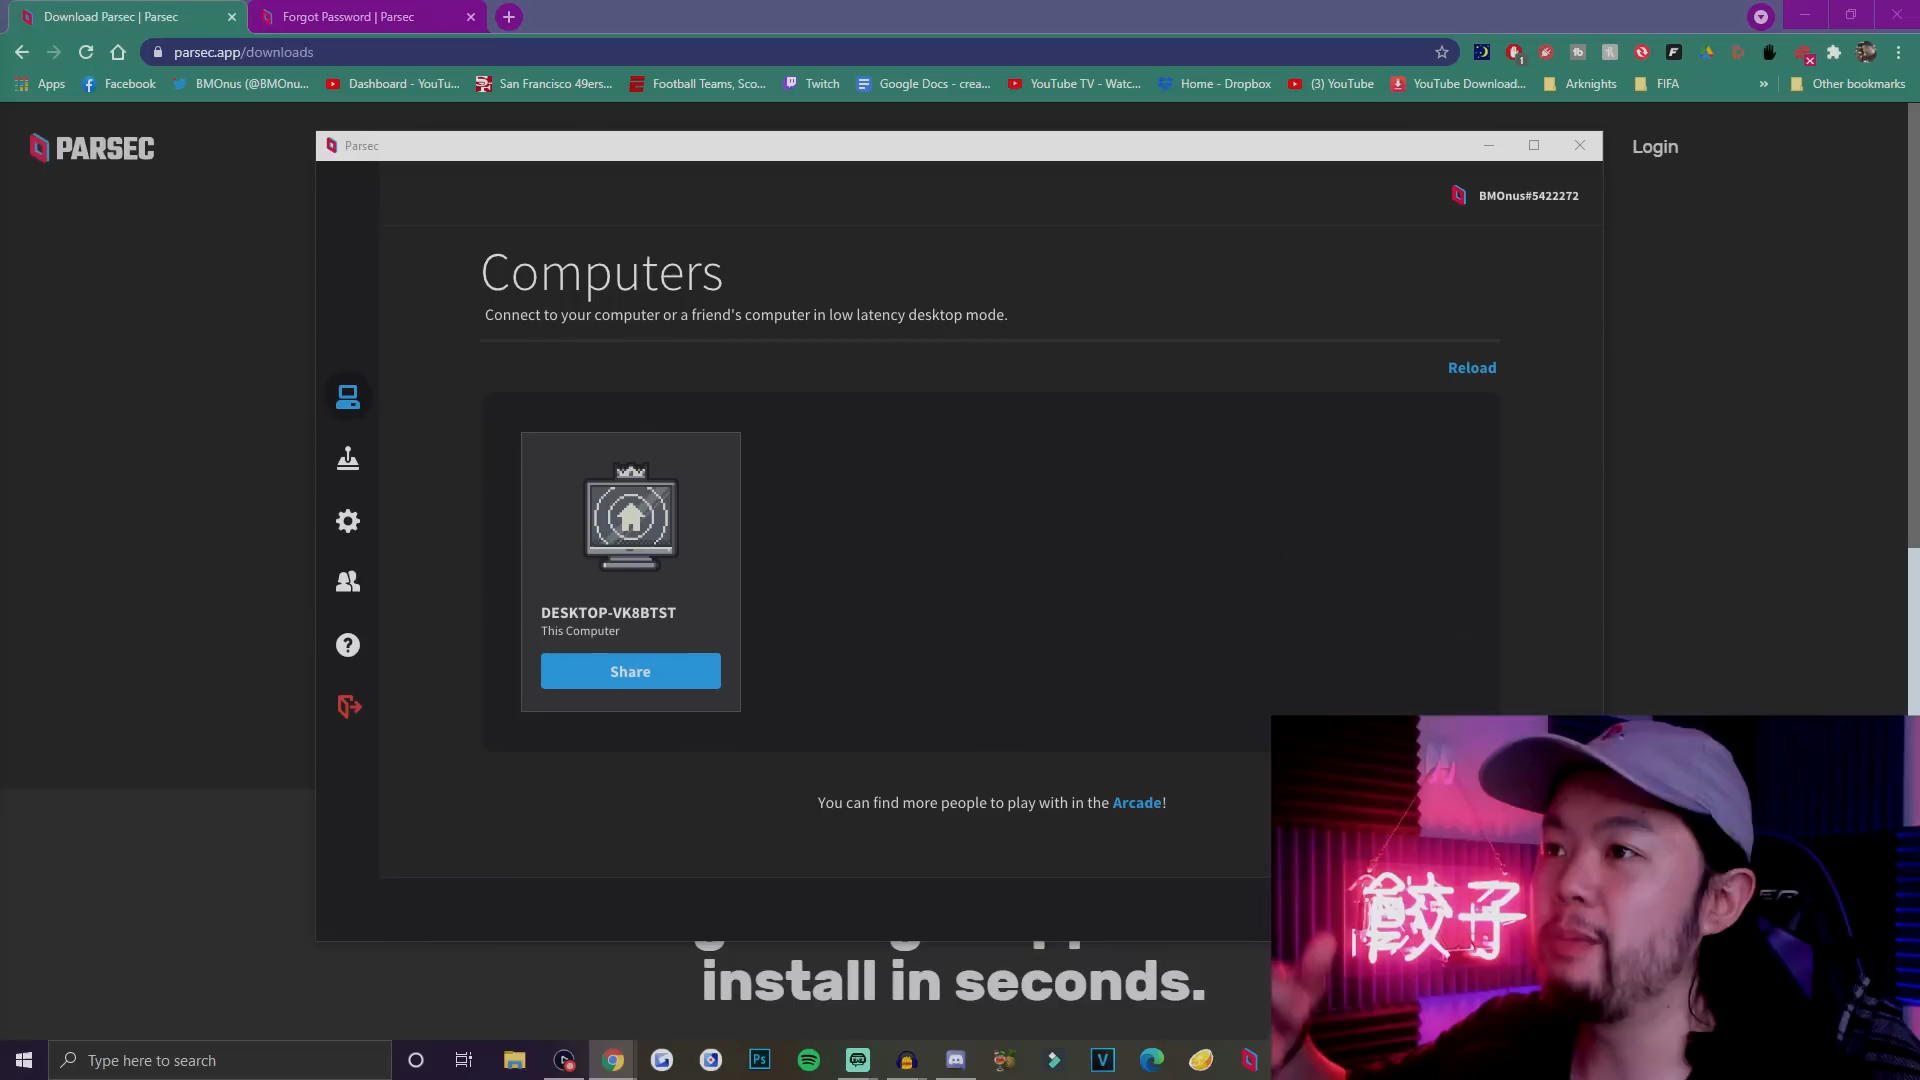 Download Parsec | Parsec
Forgot Password | Parsec
parsec.app/downloads
Apps
Facebook
BMOnus (@BMOnu...
Dashboard - YouTu...
San Francisco 49ers...
Football Teams, Sco...
Twitch
Google Docs - crea...
YouTube TV - Watc...
Home - Dropbox
(3) YouTube
YouTube Download...
Arknights
FIFA
»
Other bookmarks
PARSEC
Login
Parsec
BMOnus#5422272
Computers
Connect to your computer or a friend's computer in low latency desktop mode.
Reload
DESKTOP-VK8BTST
This Computer
Share
You can find more people to play with in the Arcade!
install in seconds.
餃子
Type here to search
Ps
V